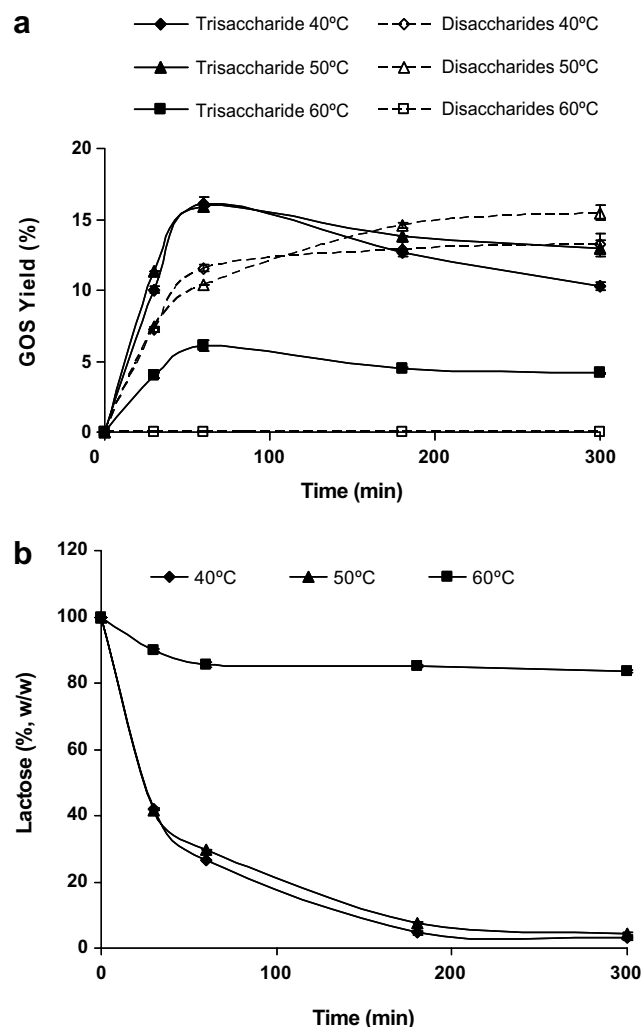 a
Trisaccharide 40ºC Disaccharides 40ºC
Trisaccharide 50ºC Disaccharides 50ºC
Trisaccharide 60ºC Disaccharides 60ºC
GOS Yield (%)
20
15
10
5
0
0 100 200 300
Time (min)
b
40ºC 50ºC 60ºC
Lactose (%, w/w)
120
100
80
60
40
20
0
0 100 200 300
Time (min)